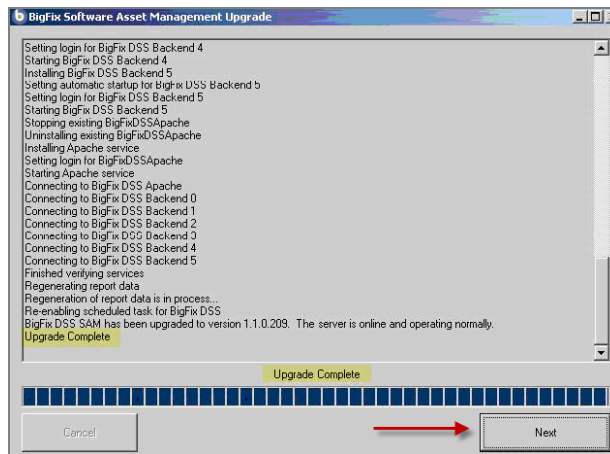 BigFix Software Asset Management Upgrade
Setting login for BigFix DSS Backend 4
Starting BigFix DSS Backend 4
Installing BigFix DSS Backend 5
Setting automatic startup for BigFix DSS Backend 5
Setting login for BigFix DSS Backend 5
Starting BigFix DSS Backend 5
Stopping existing BigFixDSSApache
Uninstalling existing BigFixDSSApache
Installing Apache service
Setting login for BigFixDSSApache
Starting Apache service
Connecting to BigFix DSS Apache
Connecting to BigFix DSS Backend 0
Connecting to BigFix DSS Backend 1
Connecting to BigFix DSS Backend 2
Connecting to BigFix DSS Backend 3
Connecting to BigFix DSS Backend 4
Connecting to BigFix DSS Backend 5
Finished verifying services
Regenerating report data
Regeneration of report data is in process...
Re-enabling scheduled task for BigFix DSS
BigFix DSS SAM has been upgraded to version 1.1.0.209. The server is online and operating normally.
Upgrade Complete
Upgrade Complete
Cancel
Next